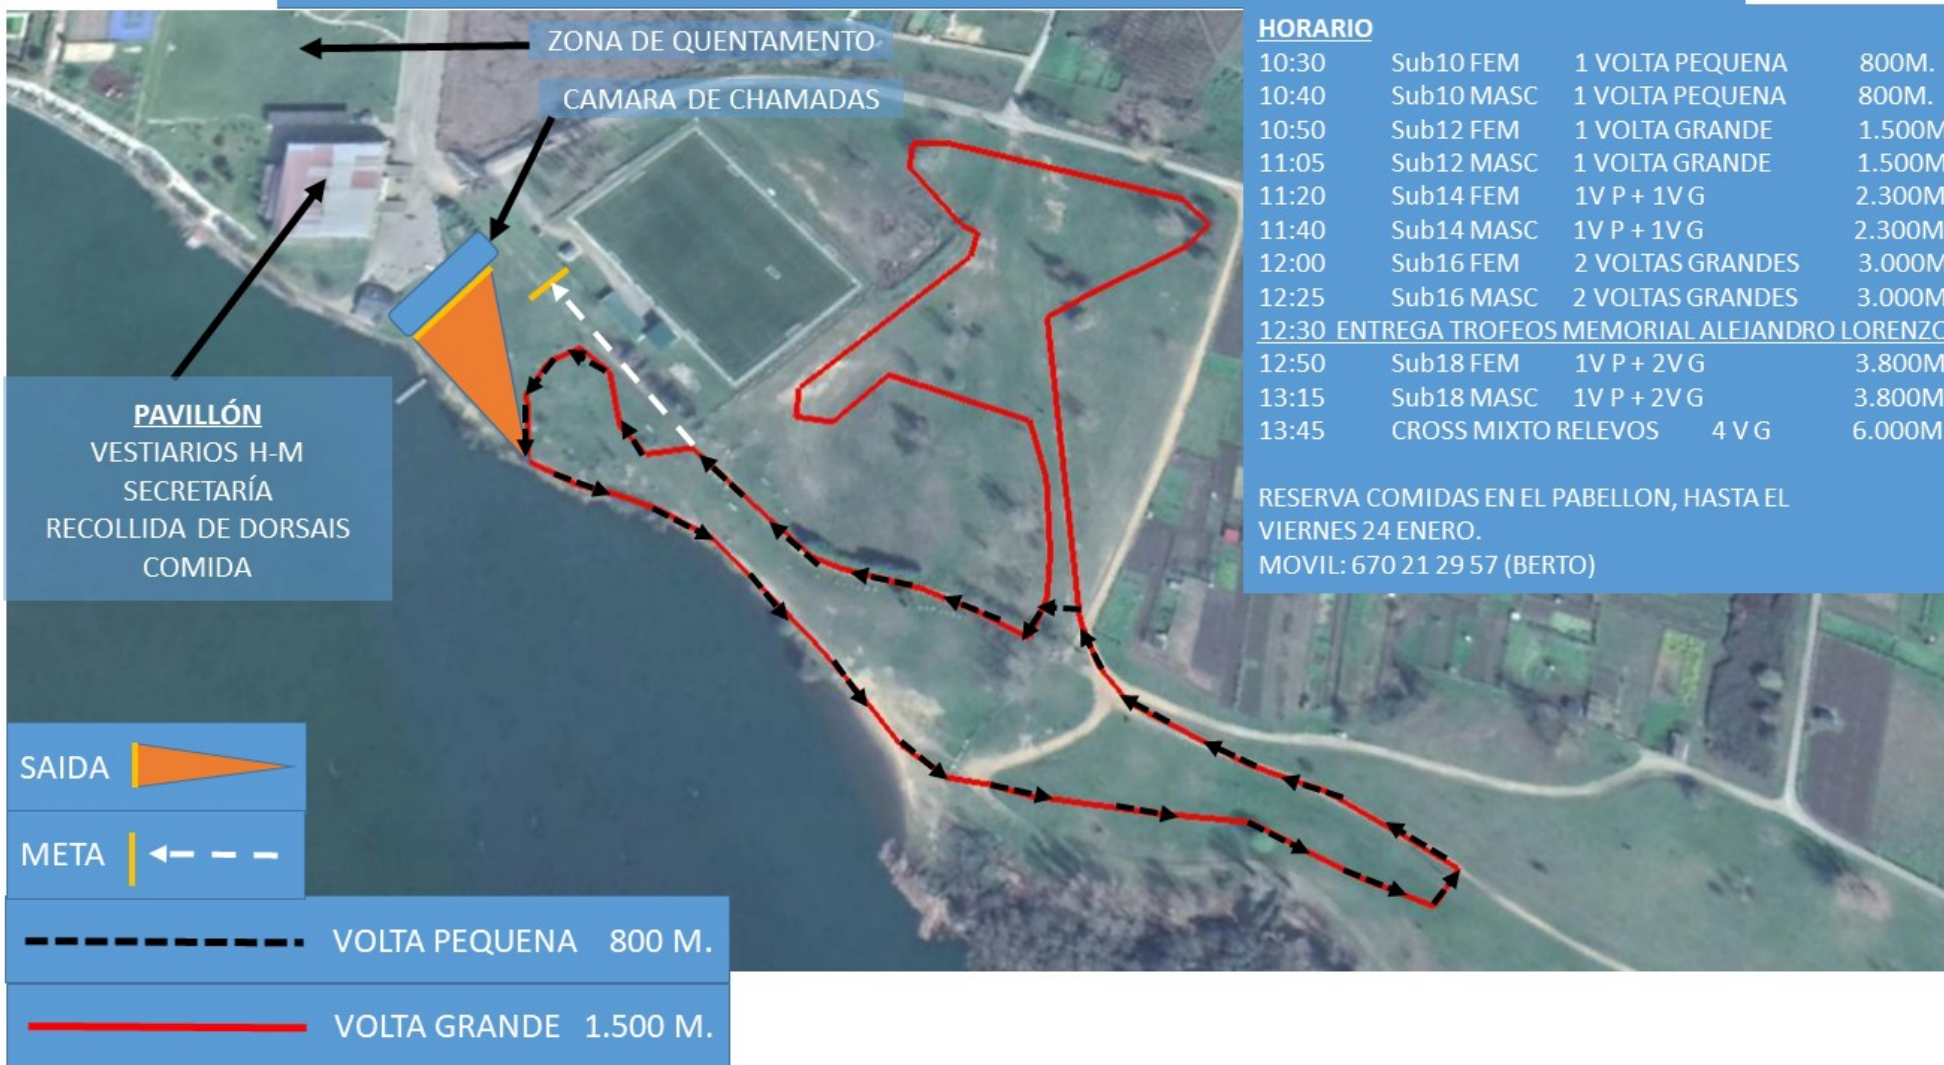 ZONA DE QUENTAMENTO
CAMARA DE CHAMADAS
HORARIO
10:30 Sub10 FEM 1 VOLTA PEQUENA 800M.
10:40 Sub10 MASC 1 VOLTA PEQUENA 800M.
10:50 Sub12 FEM 1 VOLTA GRANDE 1.500M
11:05 Sub12 MASC 1 VOLTA GRANDE 1.500M
11:20 Sub14 FEM 1V P + 1V G 2.300M
11:40 Sub14 MASC 1V P + 1V G 2.300M
12:00 Sub16 FEM 2 VOLTAS GRANDES 3.000M
12:25 Sub16 MASC 2 VOLTAS GRANDES 3.000M
12:30 ENTREGA TROFEOS MEMORIAL ALEJANDRO LORENZO
12:50 Sub18 FEM 1V P + 2V G 3.800M
13:15 Sub18 MASC 1V P + 2V G 3.800M
13:45 CROSS MIXTO RELEVOS 4 V G 6.000M
RESERVA COMIDAS EN EL PABELLON, HASTA EL
VIERNES 24 ENERO.
MOVIL: 670 21 29 57 (BERTO)
PAVILLÓN
VESTIARIOS H-M
SECRETARÍA
RECOLLIDA DE DORSAIS
COMIDA
SAIDA
META
VOLTA PEQUENA 800 M.
VOLTA GRANDE 1.500 M.